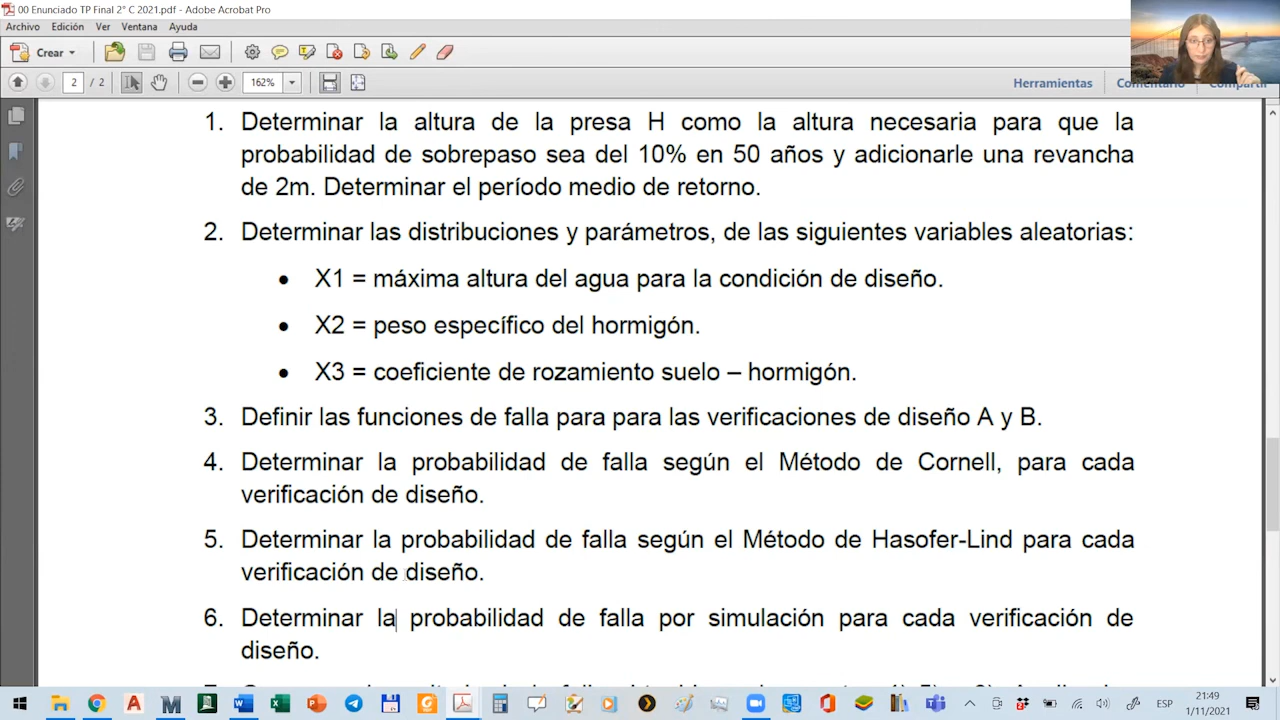 00 Enunciado TP Final 2° C 2021.pdf - Adobe Acrobat Pro
Archivo Edición Ver Ventana Ayuda
Crear
2 / 2 162% Herramientas Comentario Compartir
1. Determinar la altura de la presa H como la altura necesaria para que la
probabilidad de sobrepaso sea del 10% en 50 años y adicionarle una revancha
de 2m. Determinar el período medio de retorno.
2. Determinar las distribuciones y parámetros, de las siguientes variables aleatorias:
• X1 = máxima altura del agua para la condición de diseño.
• X2 = peso específico del hormigón.
• X3 = coeficiente de rozamiento suelo – hormigón.
3. Definir las funciones de falla para para las verificaciones de diseño A y B.
4. Determinar la probabilidad de falla según el Método de Cornell, para cada
verificación de diseño.
5. Determinar la probabilidad de falla según el Método de Hasofer-Lind para cada
verificación de diseño.
6. Determinar la probabilidad de falla por simulación para cada verificación de
diseño.
ESP
21:49
1/11/2021